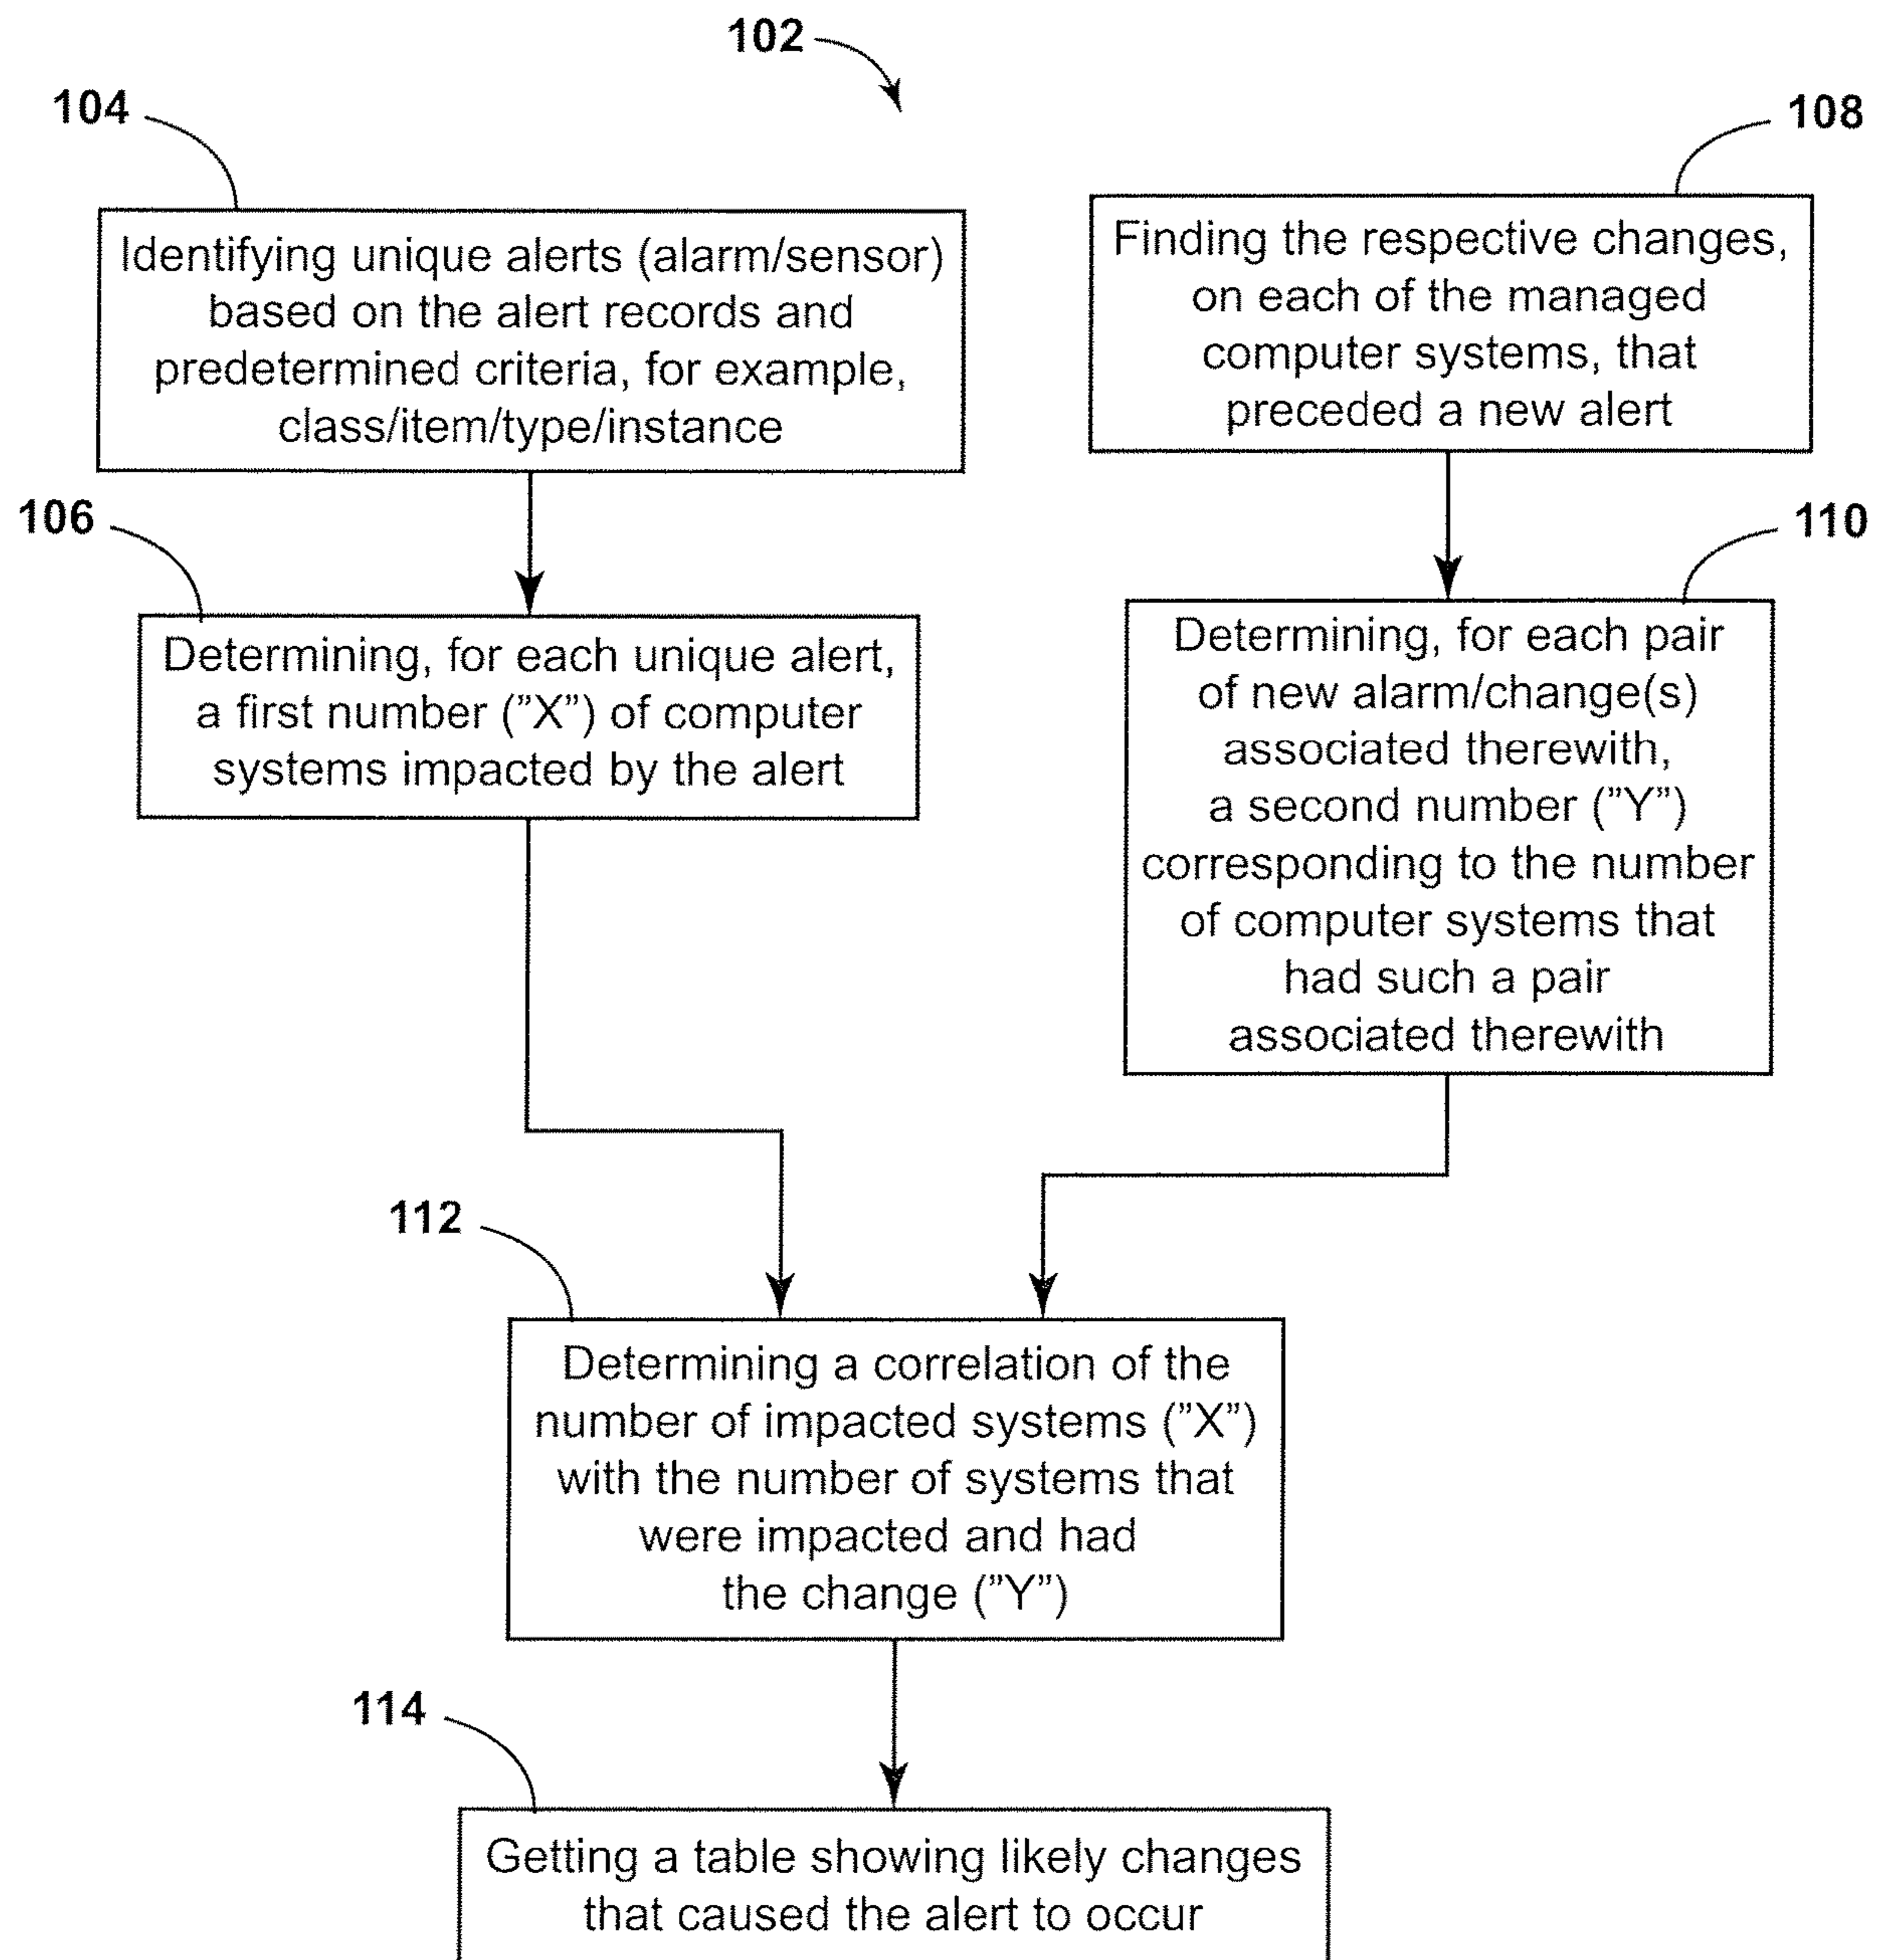 102
104
Identifying unique alerts (alarm/sensor)
based on the alert records and
predetermined criteria, for example,
class/item/type/instance
108
Finding the respective changes,
on each of the managed
computer systems, that
preceded a new alert
106
Determining, for each unique alert,
a first number ("X") of computer
systems impacted by the alert
110
Determining, for each pair
of new alarm/change(s)
associated therewith,
a second number ("Y")
corresponding to the number
of computer systems that
had such a pair
associated therewith
112
Determining a correlation of the
number of impacted systems ("X")
with the number of systems that
were impacted and had
the change ("Y")
114
Getting a table showing likely changes
that caused the alert to occur